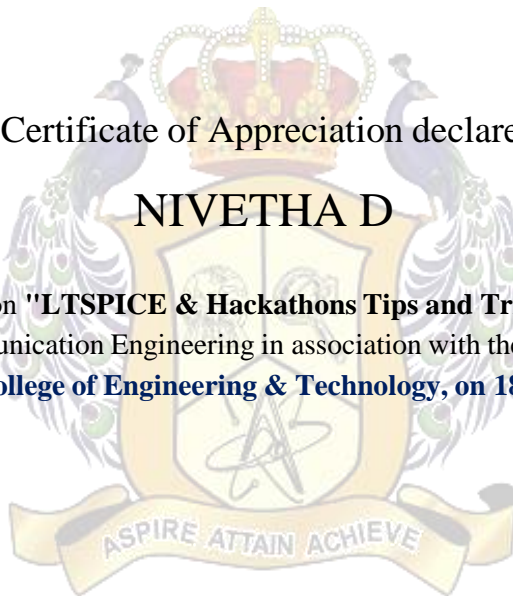 Certificate of Appreciation declare
NIVETHA D
on "LTSPICE & Hackathons Tips and Tr
unication Engineering in association with the
ollege of Engineering & Technology, on 18
ASPIRE ATTAIN ACHIEVE